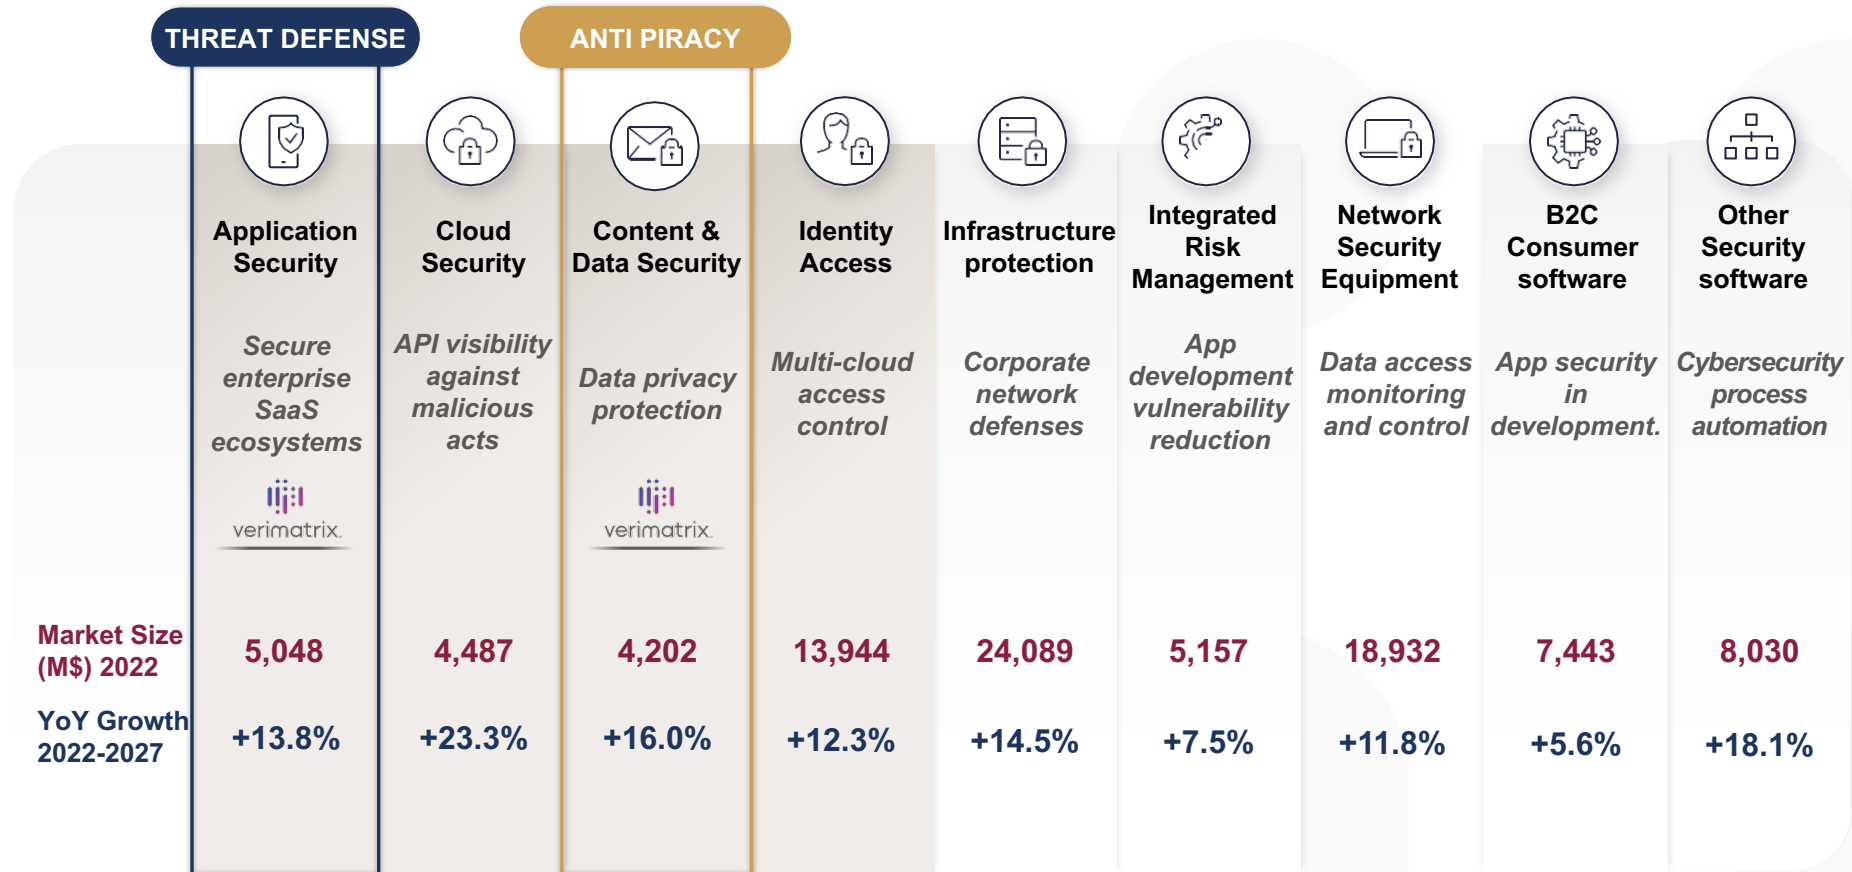 THREAT DEFENSE
ANTI PIRACY
Application
Security
Cloud
Security
Content &
Data Security
Identity
Access
Infrastructure
protection
Integrated
Risk
Management
Network
Security
Equipment
B2C
Consumer
software
Other
Security
software
Secure
enterprise
SaaS
ecosystems
API visibility
against
malicious
acts
Data privacy
protection
Multi-cloud
access
control
Corporate
network
defenses
App
development
vulnerability
reduction
Data access
monitoring
and control
App security
in
development.
Cybersecurity
process
automation
verimatrix
verimatrix
Market Size
(M$) 2022
5,048
4,487
4,202
13,944
24,089
5,157
18,932
7,443
8,030
YoY Growth
2022-2027
+13.8%
+23.3%
+16.0%
+12.3%
+14.5%
+7.5%
+11.8%
+5.6%
+18.1%